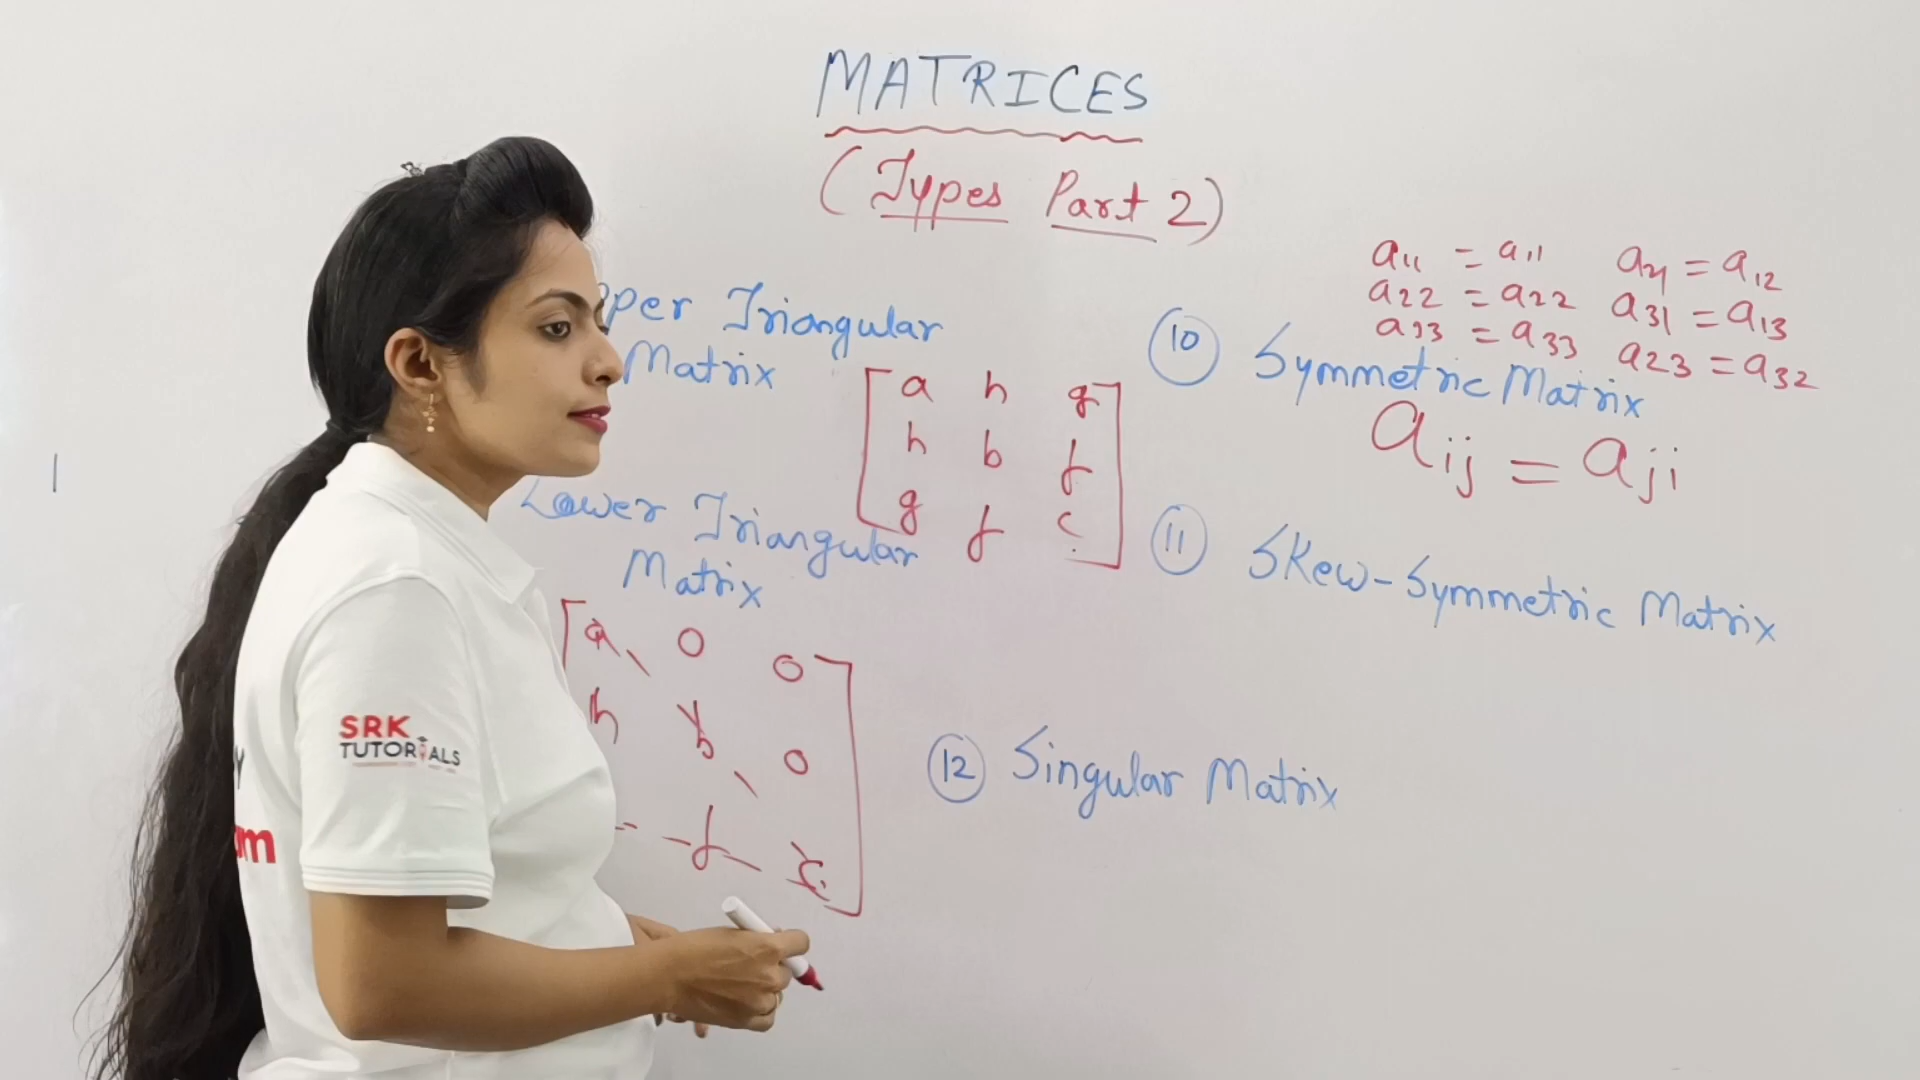 MATRICES
(Types Part 2)
pper Triangular
Matrix
a h g
h b f
g f c
Lower Triangular
Matrix
a 0 0
h b 0
f c
a11 = a11 a21 = a12
a22 = a22 a31 = a13
a33 = a33 a23 = a32
10 Symmetric Matrix
aij = aji
11 Skew-Symmetric Matrix
12 Singular Matrix
SRK
TUTORIALS
Y
om